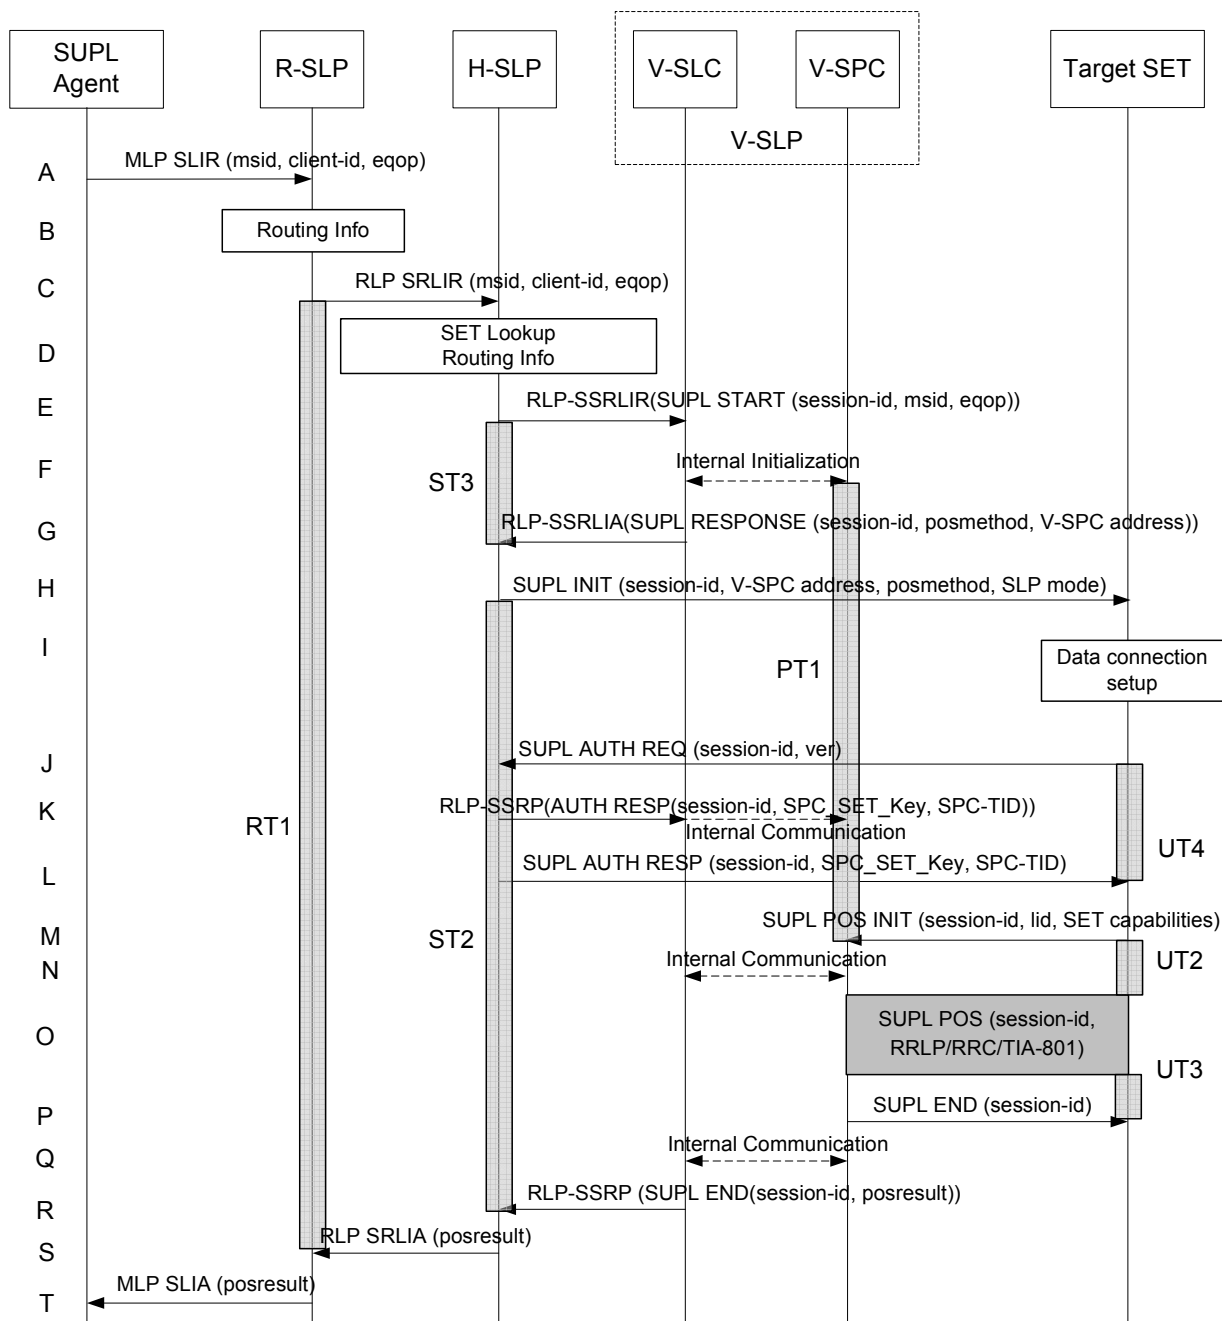 SUPL
Agent
R-SLP
H-SLP
V-SLC
V-SPC
Target SET
V-SLP
A
MLP SLIR (msid, client-id, eqop)
B
Routing Info
C
RLP SRLIR (msid, client-id, eqop)
D
SET Lookup
Routing Info
E
RLP-SSRLIR(SUPL START (session-id, msid, eqop))
F
ST3
Internal Initialization
G
RLP-SSRLIA(SUPL RESPONSE (session-id, posmethod, V-SPC address))
H
SUPL INIT (session-id, V-SPC address, posmethod, SLP mode)
I
PT1
Data connection
setup
J
SUPL AUTH REQ (session-id, ver)
K
RLP-SSRP(AUTH RESP(session-id, SPC_SET_Key, SPC-TID))
Internal Communication
RT1
UT4
L
SUPL AUTH RESP (session-id, SPC_SET_Key, SPC-TID)
M
ST2
SUPL POS INIT (session-id, lid, SET capabilities)
N
Internal Communication
UT2
O
SUPL POS (session-id,
RRLP/RRC/TIA-801)
UT3
P
SUPL END (session-id)
Q
Internal Communication
R
RLP-SSRP (SUPL END(session-id, posresult))
S
RLP SRLIA (posresult)
T
MLP SLIA (posresult)